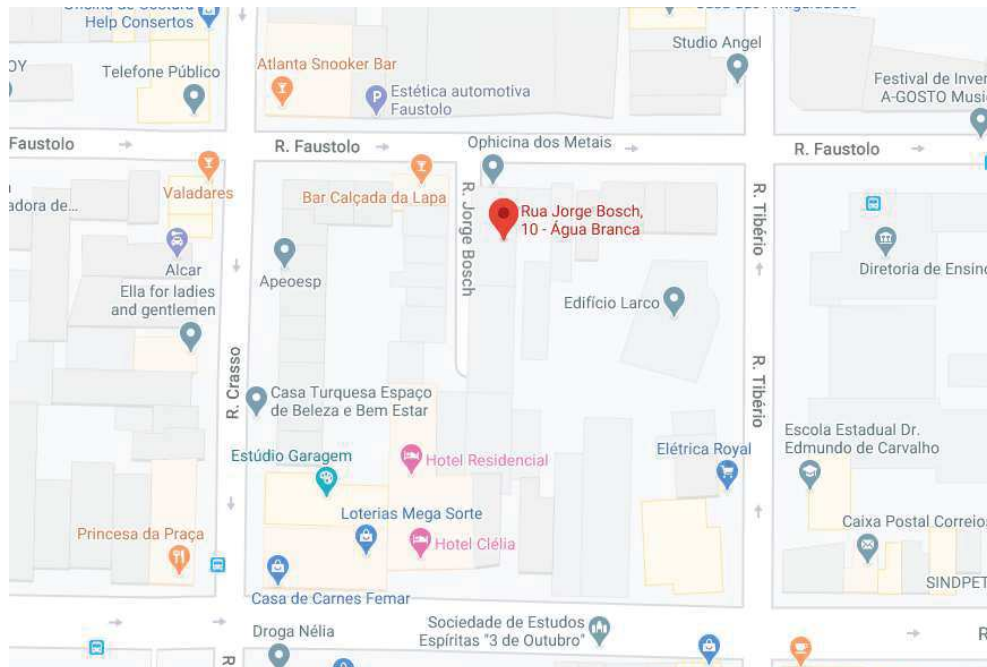 Help Consertos
Studio Angel
OY
Telefone Público
Atlanta Snooker Bar
Estética automotiva
Faustolo
Festival de Inver
A-GOSTO Musi
Faustolo
R. Faustolo
Ophicina dos Metais
R. Faustolo
Valadares
Bar Calçada da Lapa
R. Jorge Bosch
Rua Jorge Bosch,
10 - Água Branca
R. Tibério
adora de...
Alcar
Apeoesp
Diretoria de Ensino
Ella for ladies
and gentlemen
Edifício Larco
R. Crasso
R. Tibério
Casa Turquesa Espaço
de Beleza e Bem Estar
Escola Estadual Dr.
Edmundo de Carvalho
Estúdio Garagem
Hotel Residencial
Elétrica Royal
Loterias Mega Sorte
Caixa Postal Correios
Princesa da Praça
Hotel Clélia
SINDPET
Casa de Carnes Femar
Droga Nélia
Sociedade de Estudos
Espíritas "3 de Outubro"
R
R